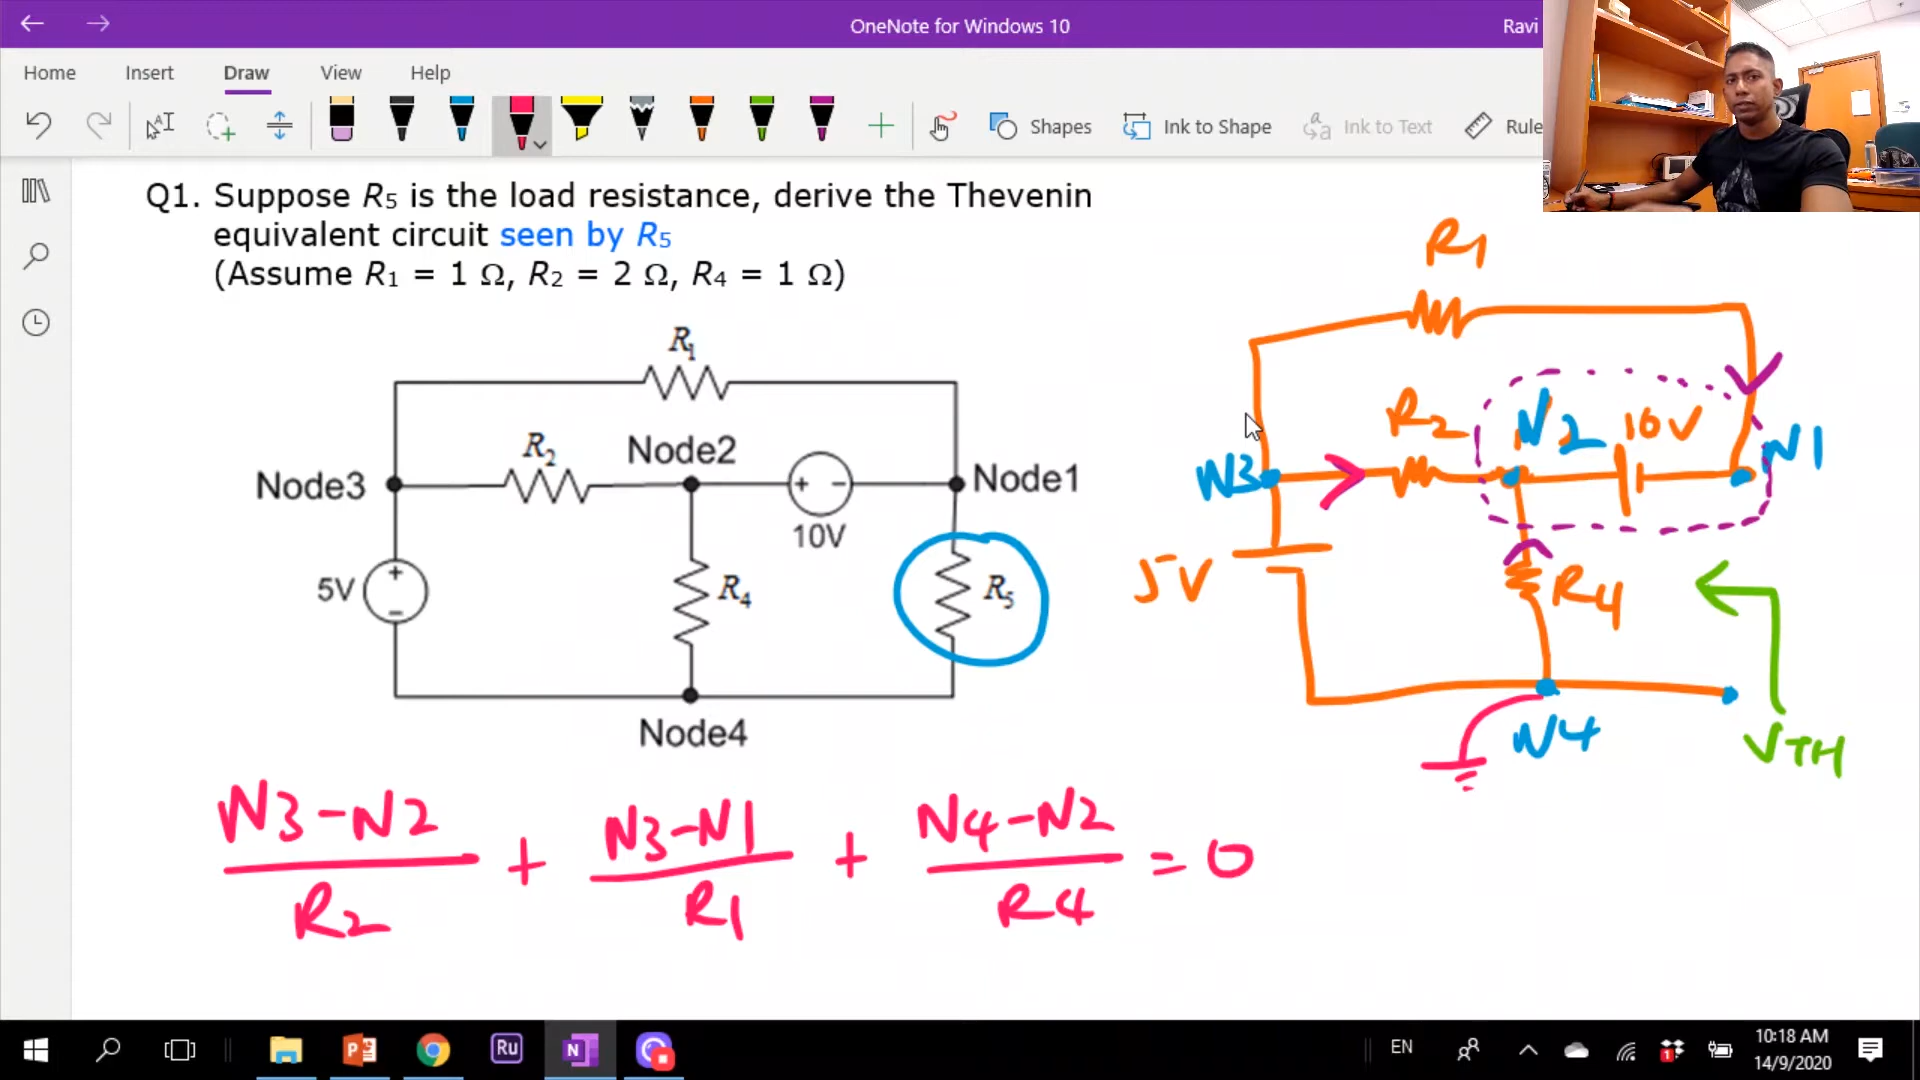 OneNote for Windows 10
Ravi
Home Insert Draw View Help
Shapes Ink to Shape Ink to Text Rule
Q1. Suppose R5 is the load resistance, derive the Thevenin
equivalent circuit seen by R5
(Assume R1 = 1 Ω, R2 = 2 Ω, R4 = 1 Ω)
R1
R2
Node2
Node3
+ -
Node1
10V
5V
+
-
R4
R5
Node4
R1
R2
N2
10V
N1
N3
5V
R4
N4
VTH
N3-N2 / R2 + N3-N1 / R1 + N4-N2 / R4 = 0
Ru
N
EN
1
10:18 AM
14/9/2020